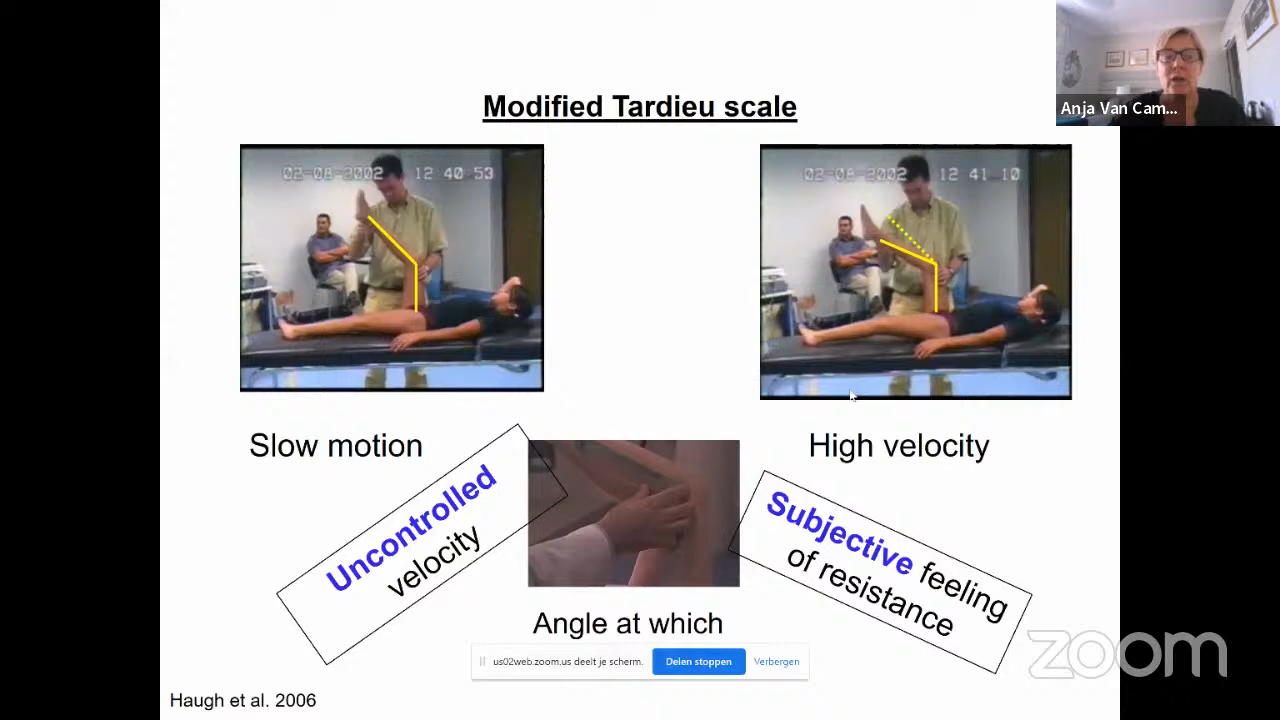 Anja Van Cam...
Modified Tardieu scale
02-08-2002 12 40 53
02-08-2002 12 41 10
Slow motion
High velocity
Uncontrolled
velocity
Subjective feeling
of resistance
Angle at which
us02web.zoom.us deelt je scherm.
Delen stoppen
Verbergen
Haugh et al. 2006
zoom